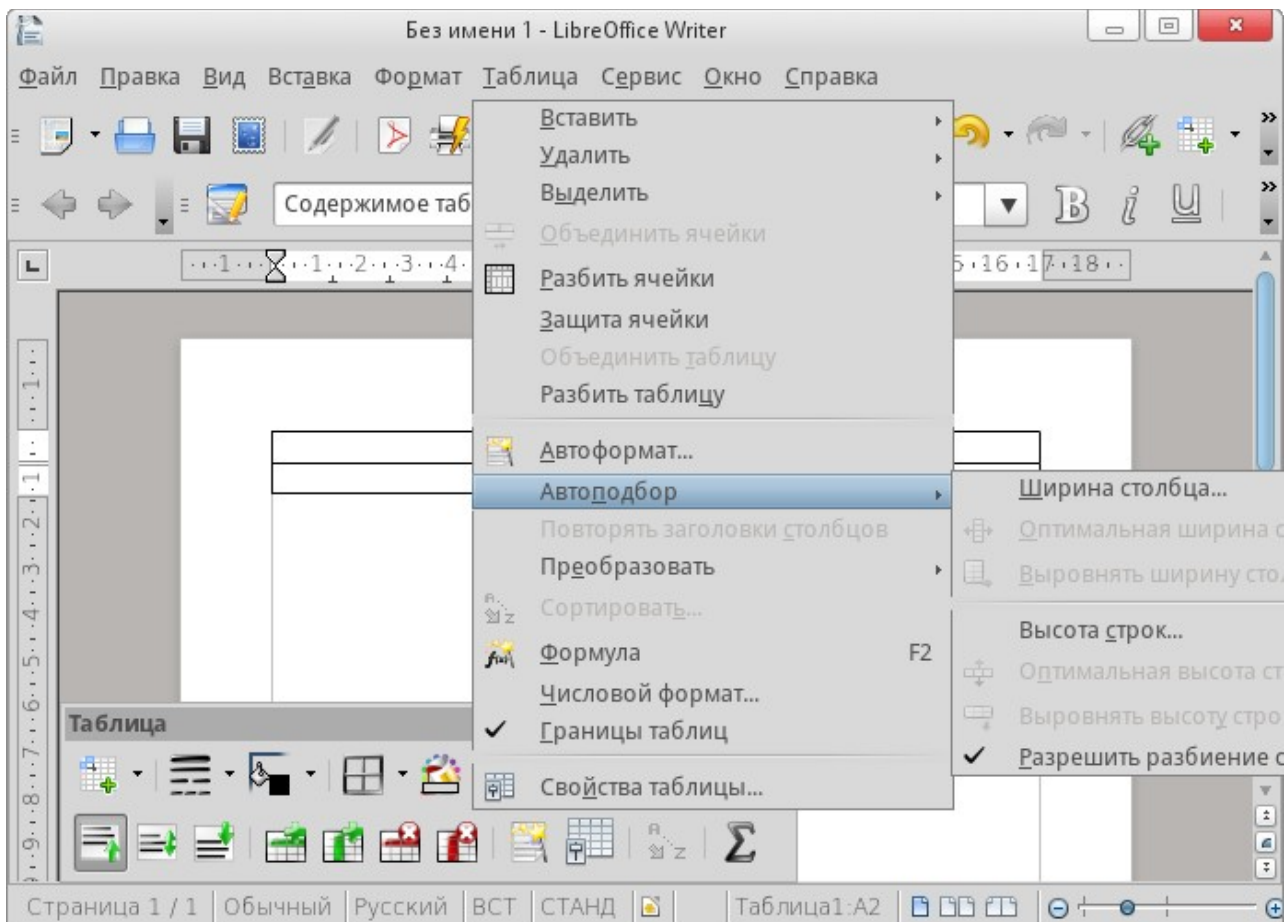 Без имени 1 - LibreOffice Writer
Файл Правка Вид Вставка Формат Таблица Сервис Окно Справка
Вставить
Удалить
Выделить
Содержимое таб
Объединить ячейки
Разбить ячейки
Защита ячейки
Объединить таблицу
Разбить таблицу
Автоформат...
Автоподбор
Ширина столбца...
Повторять заголовки столбцов
Оптимальная ширина с
Преобразовать
Выровнять ширину сто.
Сортировать...
Высота строк...
Формула F2
Оптимальная высота ст
Числовой формат...
Выровнять высоту стро
Границы таблиц
Разрешить разбиение с
Таблица
Свойства таблицы...
Страница 1 / 1 Обычный Русский ВСТ СТАНД Таблица1:A2